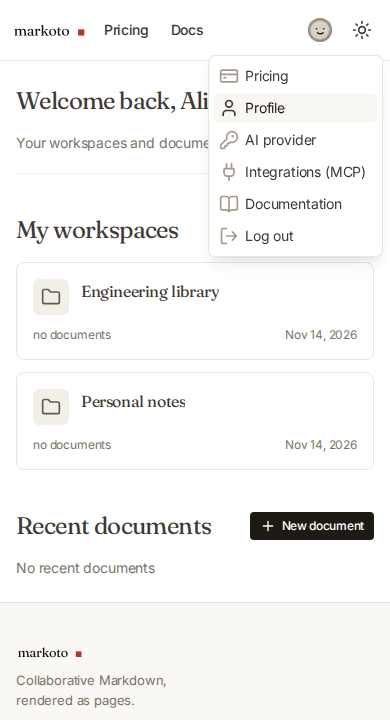 markoto
Pricing
Docs
Pricing
Profile
AI provider
Integrations (MCP)
Documentation
Log out
Welcome back, Ali
Your workspaces and docume
My workspaces
Engineering library
no documents
Nov 14, 2026
Personal notes
no documents
Nov 14, 2026
Recent documents
New document
No recent documents
markoto
Collaborative Markdown,
rendered as pages.